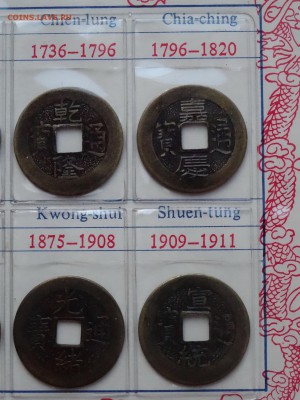 COINS.LAVE.RU
Chien-lung Chia-ching
1736—1796 1796—1820
乾隆通寶 嘉慶通寶
Kwong-shui Shuen-tung
1875—1908 1909—1911
光緒通寶 宣統通寶